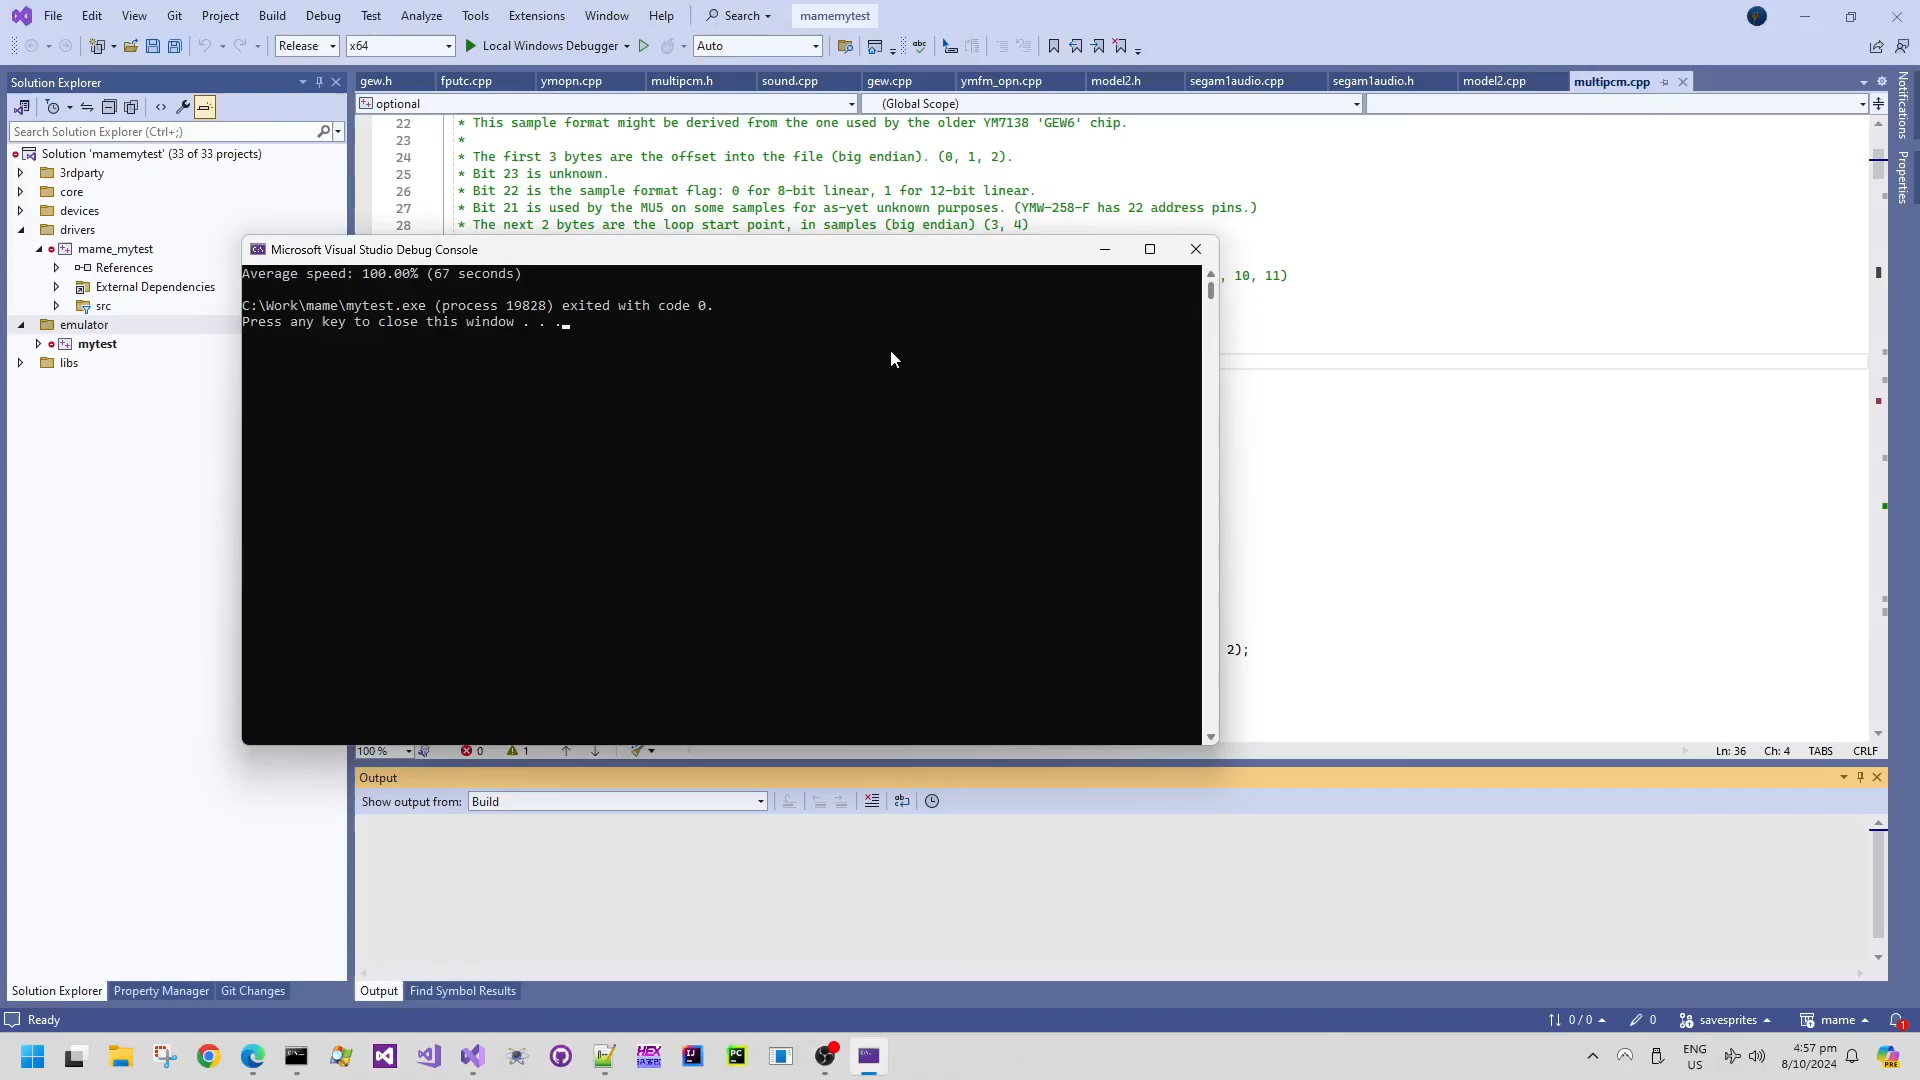 File Edit View Git Project Build Debug Test Analyze Tools Extensions Window Help Search mamemytest
Release x64 Local Windows Debugger Auto
Solution Explorer
gew.h fputc.cpp ymopn.cpp multipcm.h sound.cpp gew.cpp ymfm_opn.cpp model2.h segam1audio.cpp segam1audio.h model2.cpp multipcm.cpp
Notifications
Properties
optional (Global Scope)
Search Solution Explorer (Ctrl+;)
Solution 'mamemytest' (33 of 33 projects)
3rdparty
core
devices
drivers
mame_mytest
References
External Dependencies
src
emulator
mytest
libs
22 * This sample format might be derived from the one used by the older YM7138 'GEW6' chip.
23 *
24 * The first 3 bytes are the offset into the file (big endian). (0, 1, 2).
25 * Bit 23 is unknown.
26 * Bit 22 is the sample format flag: 0 for 8-bit linear, 1 for 12-bit linear.
27 * Bit 21 is used by the MU5 on some samples for as-yet unknown purposes. (YMW-258-F has 22 address pins.)
28 * The next 2 bytes are the loop start point, in samples (big endian) (3, 4)
, 10, 11)
2);
Microsoft Visual Studio Debug Console
Average speed: 100.00% (67 seconds)
C:\Work\mame\mytest.exe (process 19828) exited with code 0.
Press any key to close this window . . .
100 % 0 1 Ln: 36 Ch: 4 TABS CRLF
Output
Show output from: Build
Solution Explorer Property Manager Git Changes Output Find Symbol Results
Ready 0 / 0 0 savesprites mame 1
HEX IJ PC ENG US 4:57 pm 8/10/2024 PRE